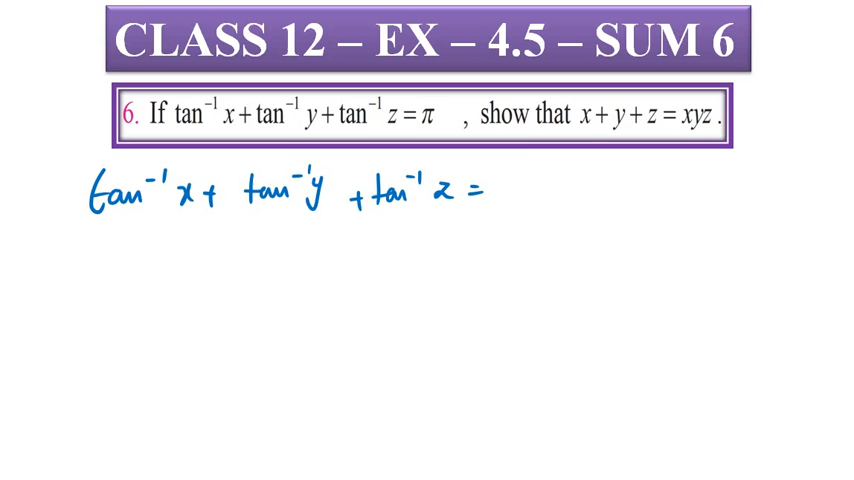 CLASS 12 – EX – 4.5 – SUM 6
6. If tan⁻¹ x + tan⁻¹ y + tan⁻¹ z = π , show that x + y + z = xyz .
tan⁻¹ x + tan⁻¹ y + tan⁻¹ z =